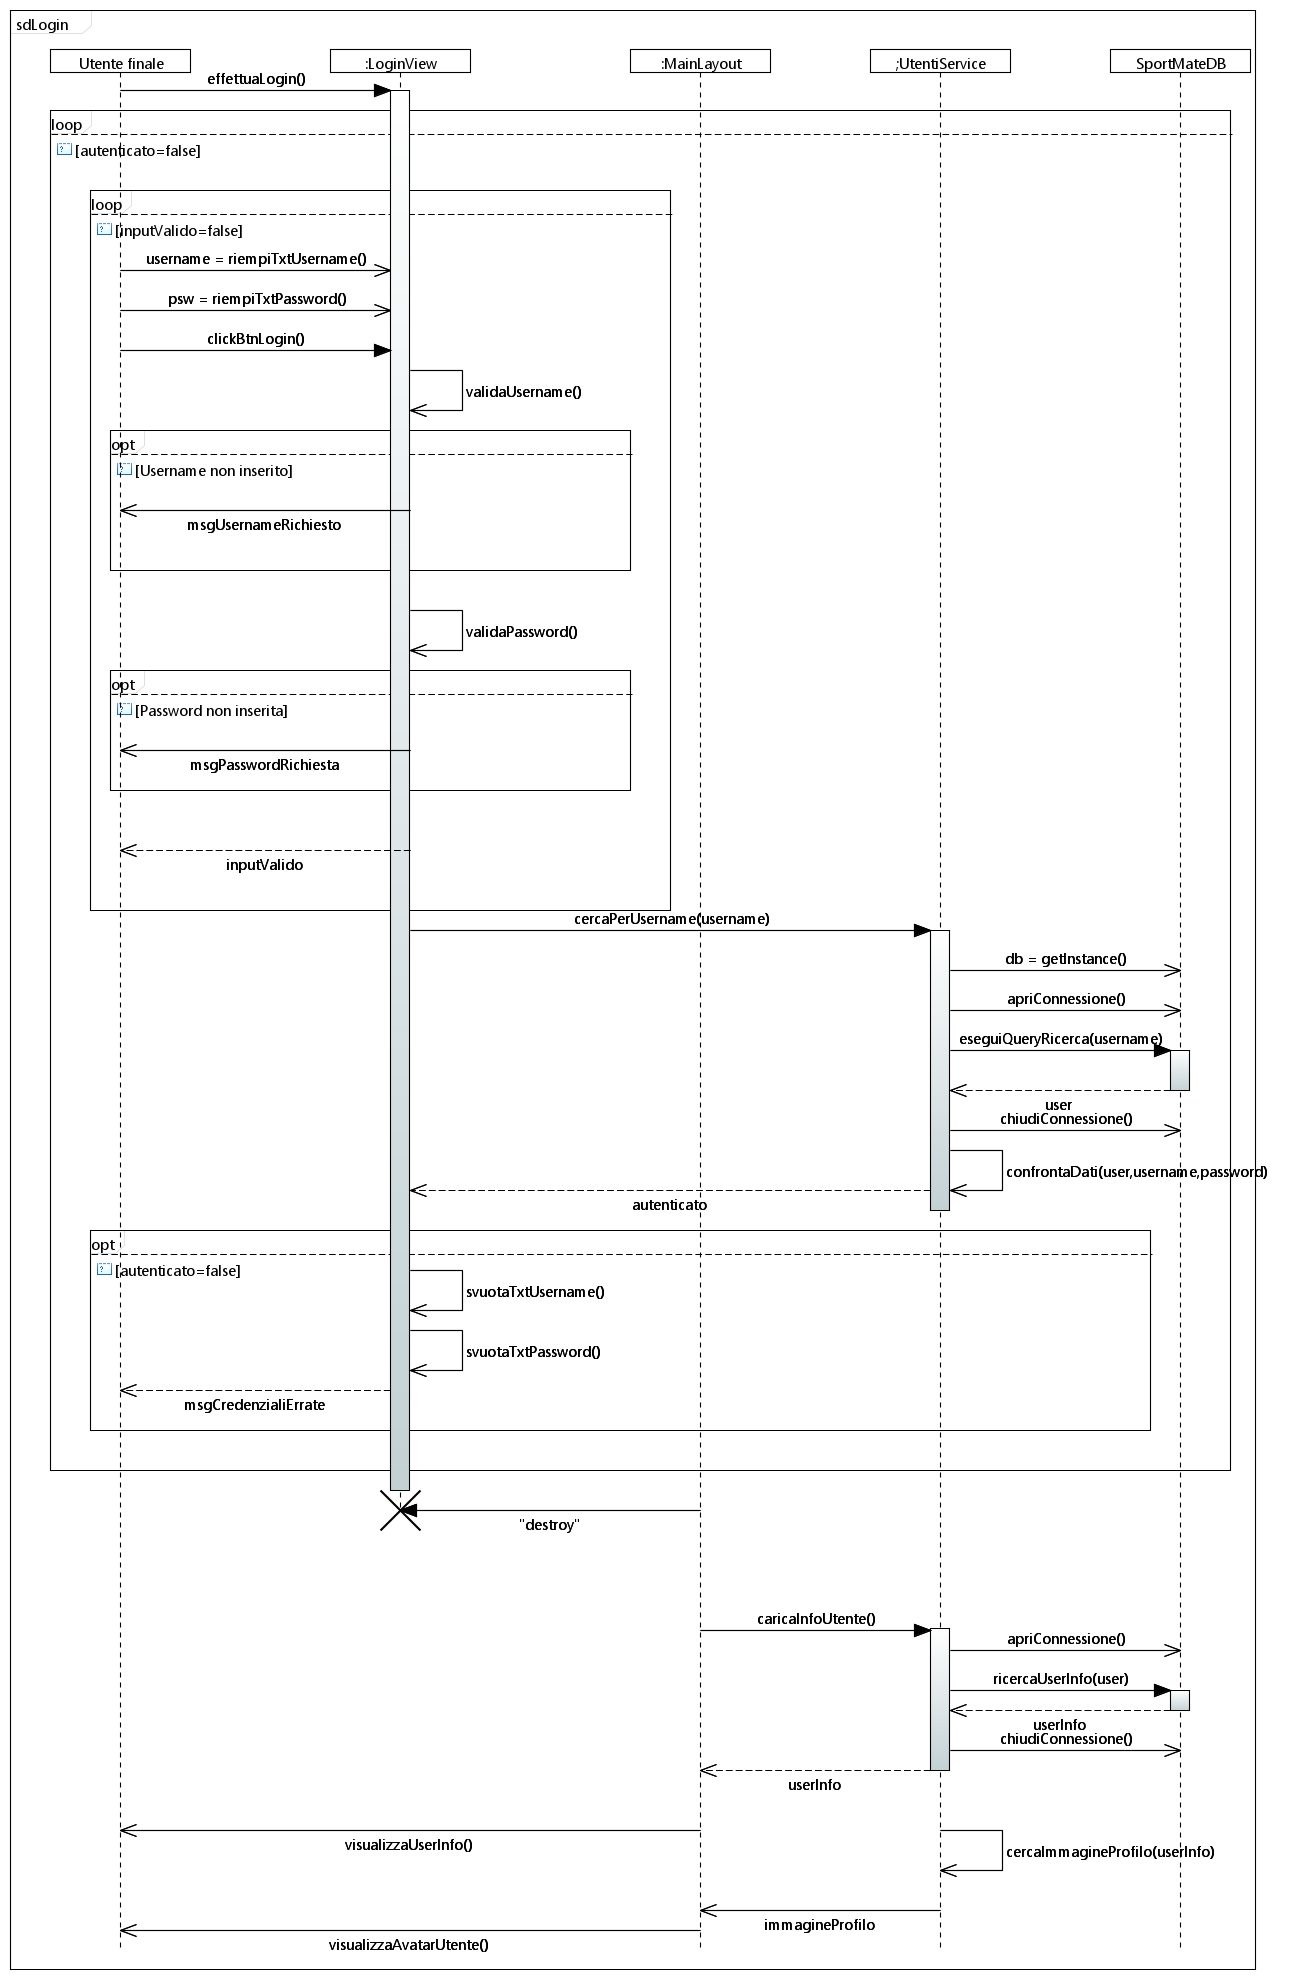 sdLogin
Utente finale
:LoginView
:MainLayout
;UtentiService
SportMateDB
effettuaLogin()
loop
[autenticato=false]
loop
[inputValido=false]
username = riempiTxtUsername()
psw = riempiTxtPassword()
clickBtnLogin()
validaUsername()
opt
[Username non inserito]
msgUsernameRichiesto
validaPassword()
opt
[Password non inserita]
msgPasswordRichiesta
inputValido
cercaPerUsername(username)
db = getInstance()
apriConnessione()
eseguiQueryRicerca(username)
user
chiudiConnessione()
confrontaDati(user,username,password)
autenticato
opt
[autenticato=false]
svuotaTxtUsername()
svuotaTxtPassword()
msgCredenzialiErrate
"destroy"
caricaInfoUtente()
apriConnessione()
ricercaUserInfo(user)
userInfo
chiudiConnessione()
userInfo
visualizzaUserInfo()
cercaImmagineProfilo(userInfo)
immagineProfilo
visualizzaAvatarUtente()